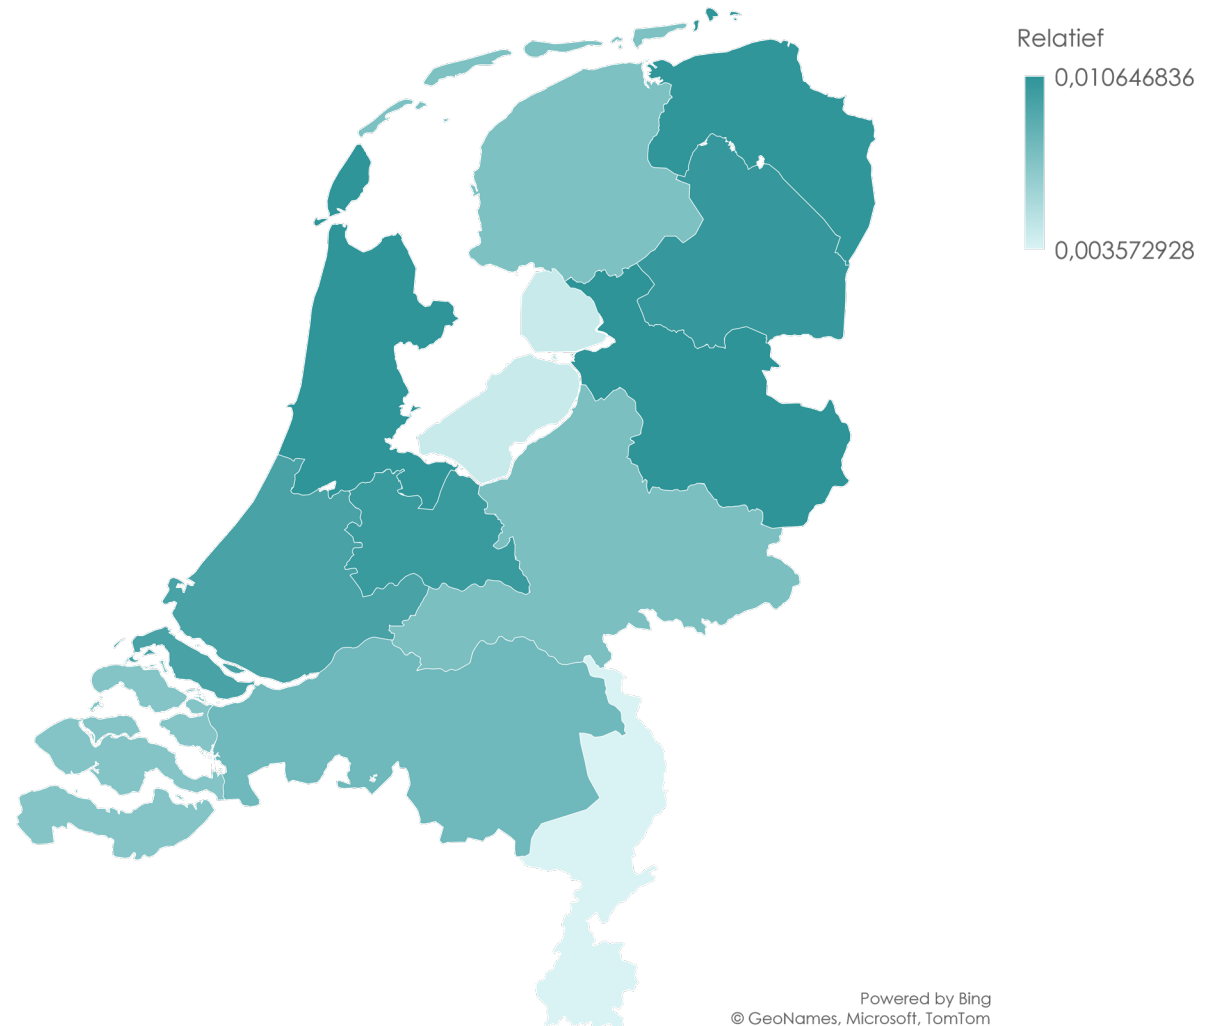 Relatief
0,010646836
0,003572928
Powered by Bing
© GeoNames, Microsoft, TomTom